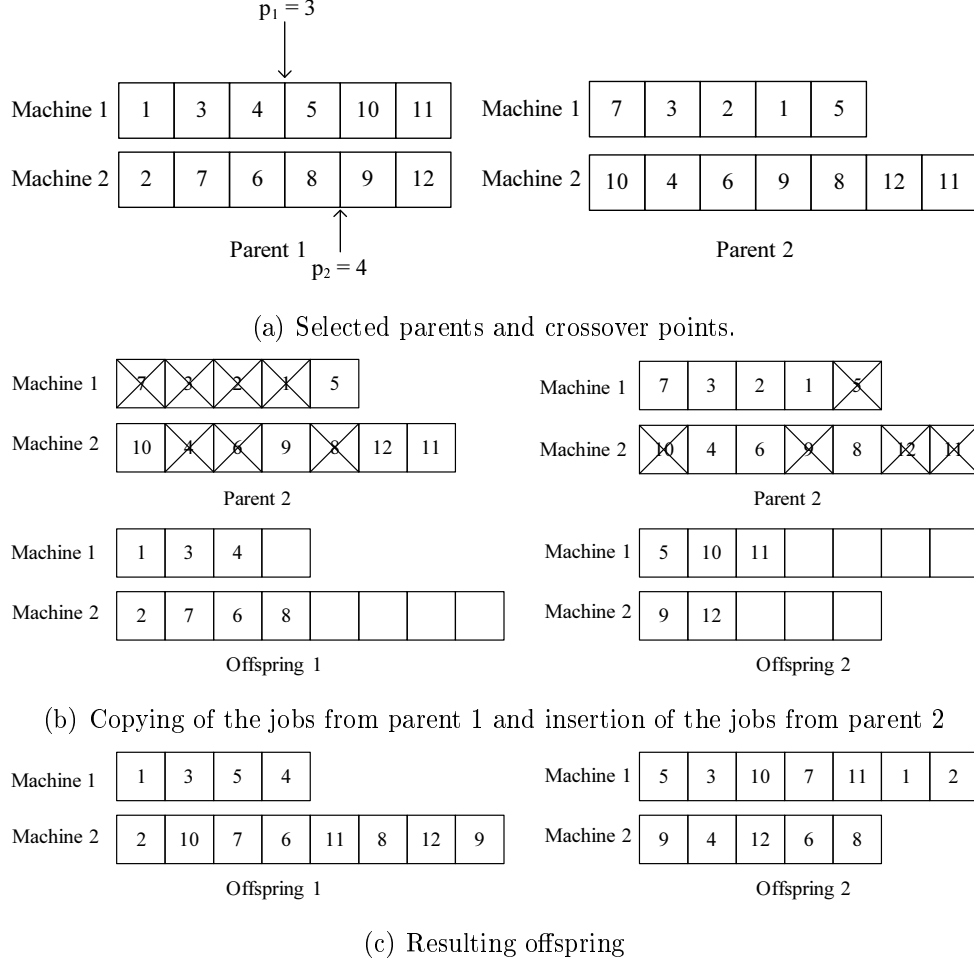 p1 = 3
Machine 1 1 3 4 5 10 11
Machine 2 2 7 6 8 9 12
Parent 1
p2 = 4
Machine 1 7 3 2 1 5
Machine 2 10 4 6 9 8 12 11
Parent 2
(a) Selected parents and crossover points.
Machine 1 7 3 2 1 5
Machine 2 10 4 6 9 8 12 11
Parent 2
Machine 1 7 3 2 1 5
Machine 2 10 4 6 9 8 12 11
Parent 2
Machine 1 1 3 4
Machine 2 2 7 6 8
Offspring 1
Machine 1 5 10 11
Machine 2 9 12
Offspring 2
(b) Copying of the jobs from parent 1 and insertion of the jobs from parent 2
Machine 1 1 3 5 4
Machine 2 2 10 7 6 11 8 12 9
Offspring 1
Machine 1 5 3 10 7 11 1 2
Machine 2 9 4 12 6 8
Offspring 2
(c) Resulting offspring